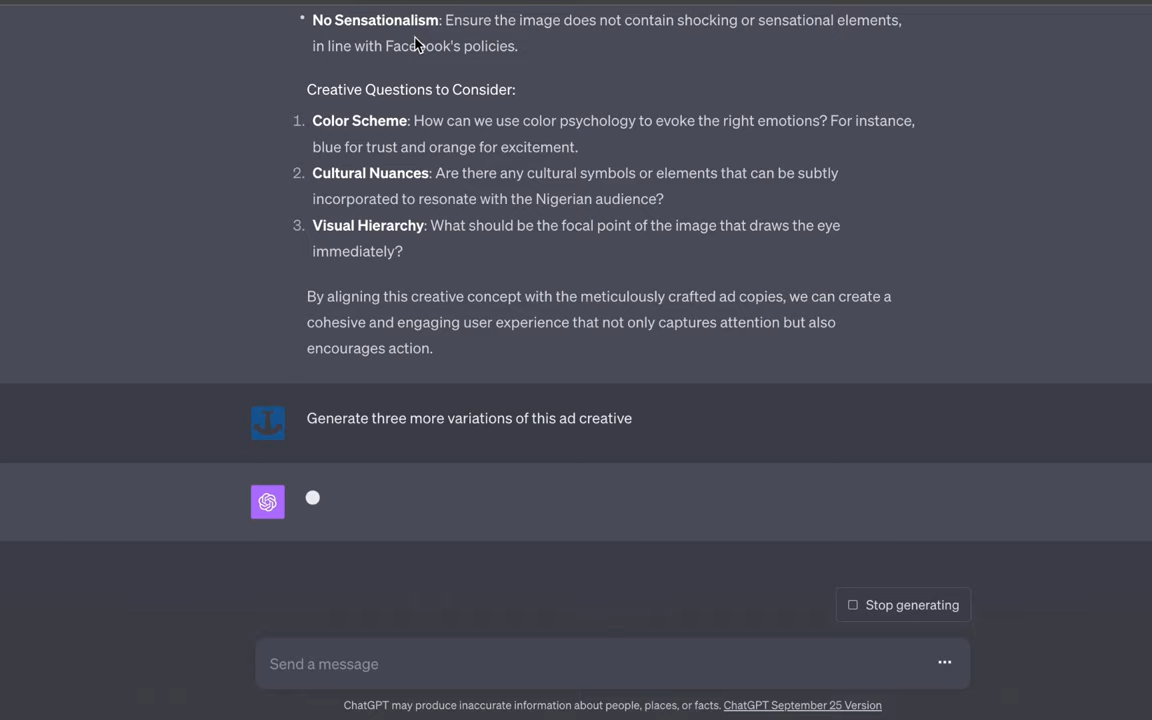 • No Sensationalism: Ensure the image does not contain shocking or sensational elements,
in line with Facebook's policies.
Creative Questions to Consider:
1. Color Scheme: How can we use color psychology to evoke the right emotions? For instance,
blue for trust and orange for excitement.
2. Cultural Nuances: Are there any cultural symbols or elements that can be subtly
incorporated to resonate with the Nigerian audience?
3. Visual Hierarchy: What should be the focal point of the image that draws the eye
immediately?
By aligning this creative concept with the meticulously crafted ad copies, we can create a
cohesive and engaging user experience that not only captures attention but also
encourages action.
Generate three more variations of this ad creative
Stop generating
Send a message
ChatGPT may produce inaccurate information about people, places, or facts. ChatGPT September 25 Version